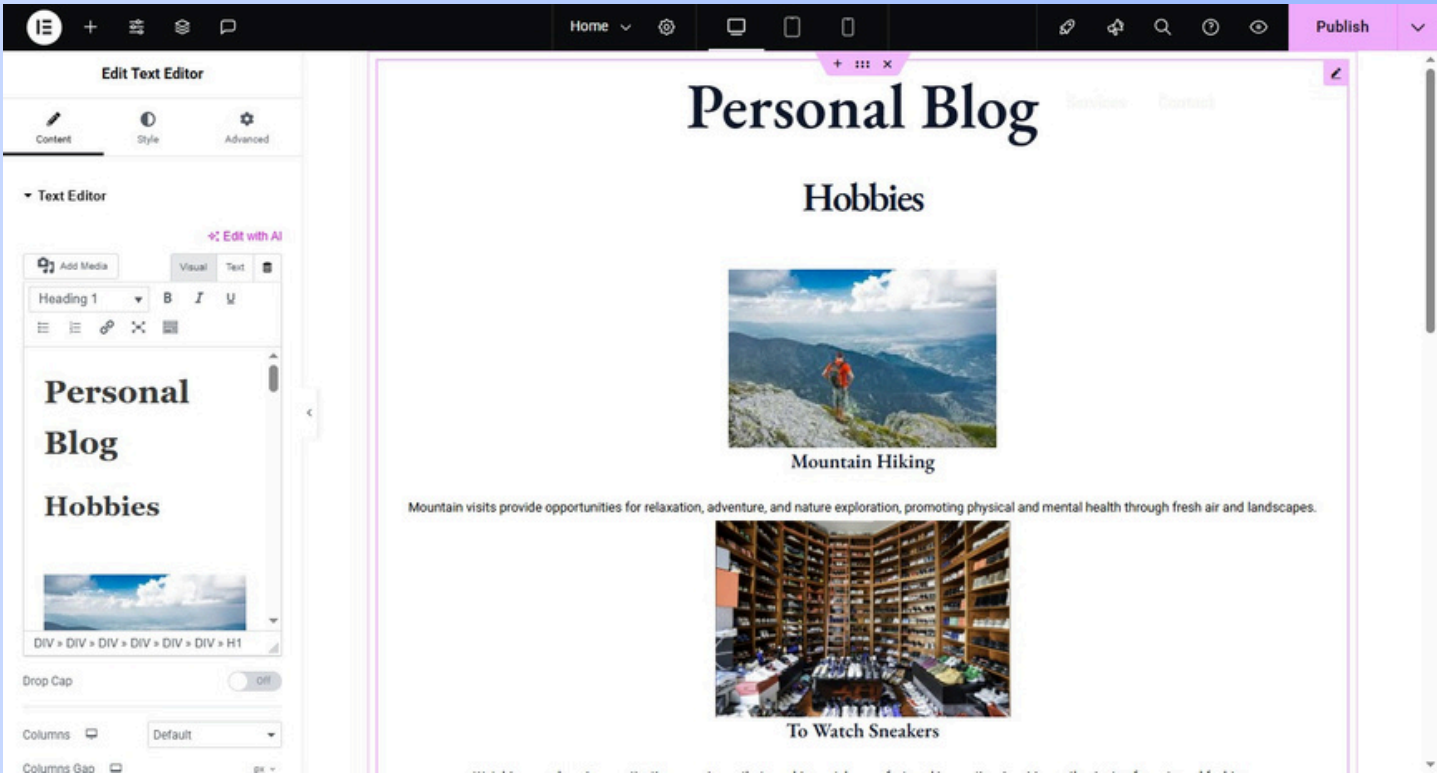 Home
Publish
Edit Text Editor
Content Style Advanced
Text Editor
Edit with AI
Add Media Visual Text
Heading 1 B I U
Personal
Blog
Hobbies
DIV » DIV » DIV » DIV » DIV » DIV » H1
Drop Cap Off
Columns Default
Columns Gap px
Personal Blog
Services Contact
Hobbies
Mountain Hiking
Mountain visits provide opportunities for relaxation, adventure, and nature exploration, promoting physical and mental health through fresh air and landscapes.
To Watch Sneakers